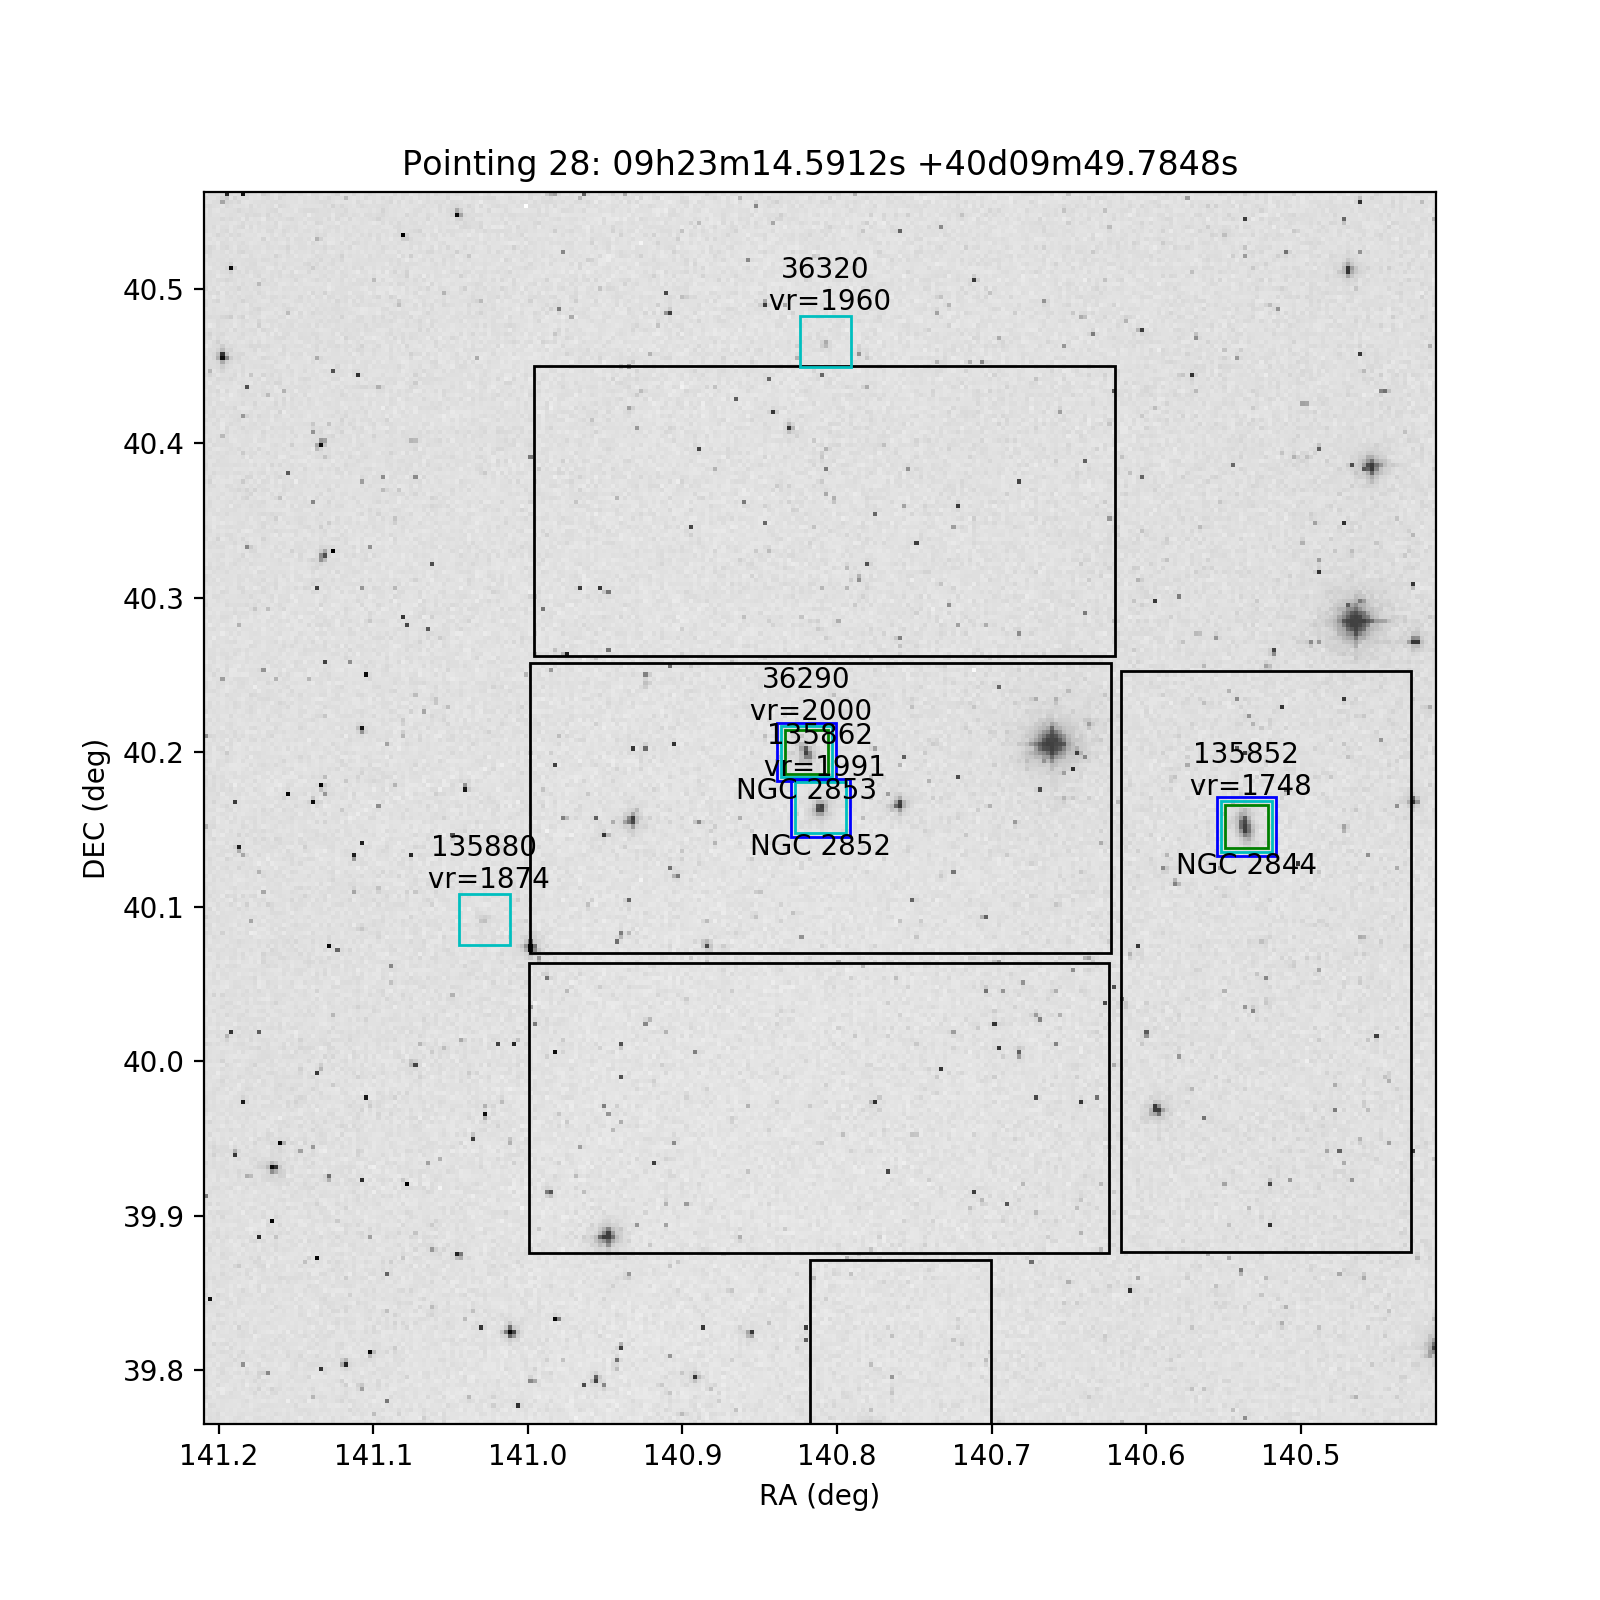 Pointing 28: 09h23m14.5912s +40d09m49.7848s
36320
vr=1960
36290
vr=2000
135862
vr=1991
NGC 2853
NGC 2852
135852
vr=1748
NGC 2844
135880
vr=1874
40.5
40.4
40.3
40.2
40.1
40.0
39.9
39.8
DEC (deg)
141.2 141.1 141.0 140.9 140.8 140.7 140.6 140.5
RA (deg)